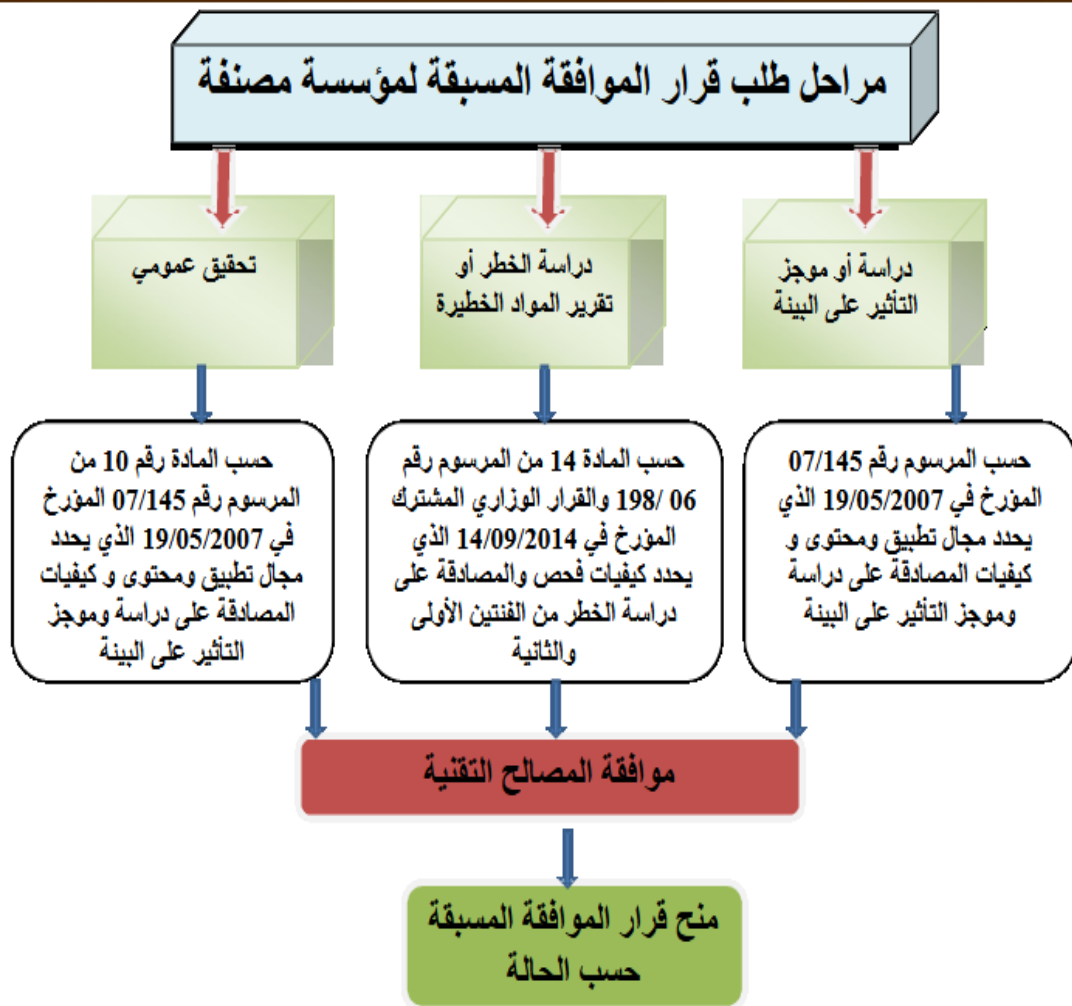 مراحل طلب قرار الموافقة المسبقة لمؤسسة مصنفة
دراسة أو موجز
التأثير على البيئة
دراسة الخطر أو
تقرير المواد الخطيرة
تحقيق عمومي
حسب المرسوم رقم 07/145
المؤرخ في 19/05/2007 الذي
يحدد مجال تطبيق ومحتوى و
كيفيات المصادقة على دراسة
وموجز التأثير على البيئة
حسب المادة 14 من المرسوم رقم
06 /198 والقرار الوزاري المشترك
المؤرخ في 14/09/2014 الذي
يحدد كيفيات فحص والمصادقة على
دراسة الخطر من الفئتين الأولى
والثانية
حسب المادة رقم 10 من
المرسوم رقم 07/145 المؤرخ
في 19/05/2007 الذي يحدد
مجال تطبيق ومحتوى و كيفيات
المصادقة على دراسة وموجز
التأثير على البيئة
موافقة المصالح التقنية
منح قرار الموافقة المسبقة
حسب الحالة